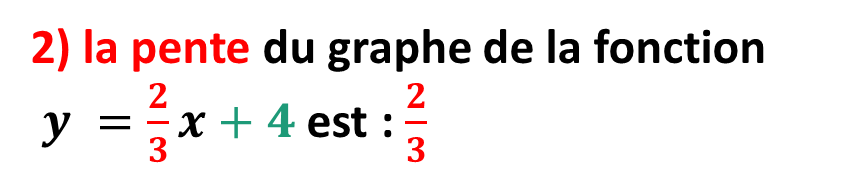 2) la pente du graphe de la fonction
y = 2/3 x + 4 est : 2/3